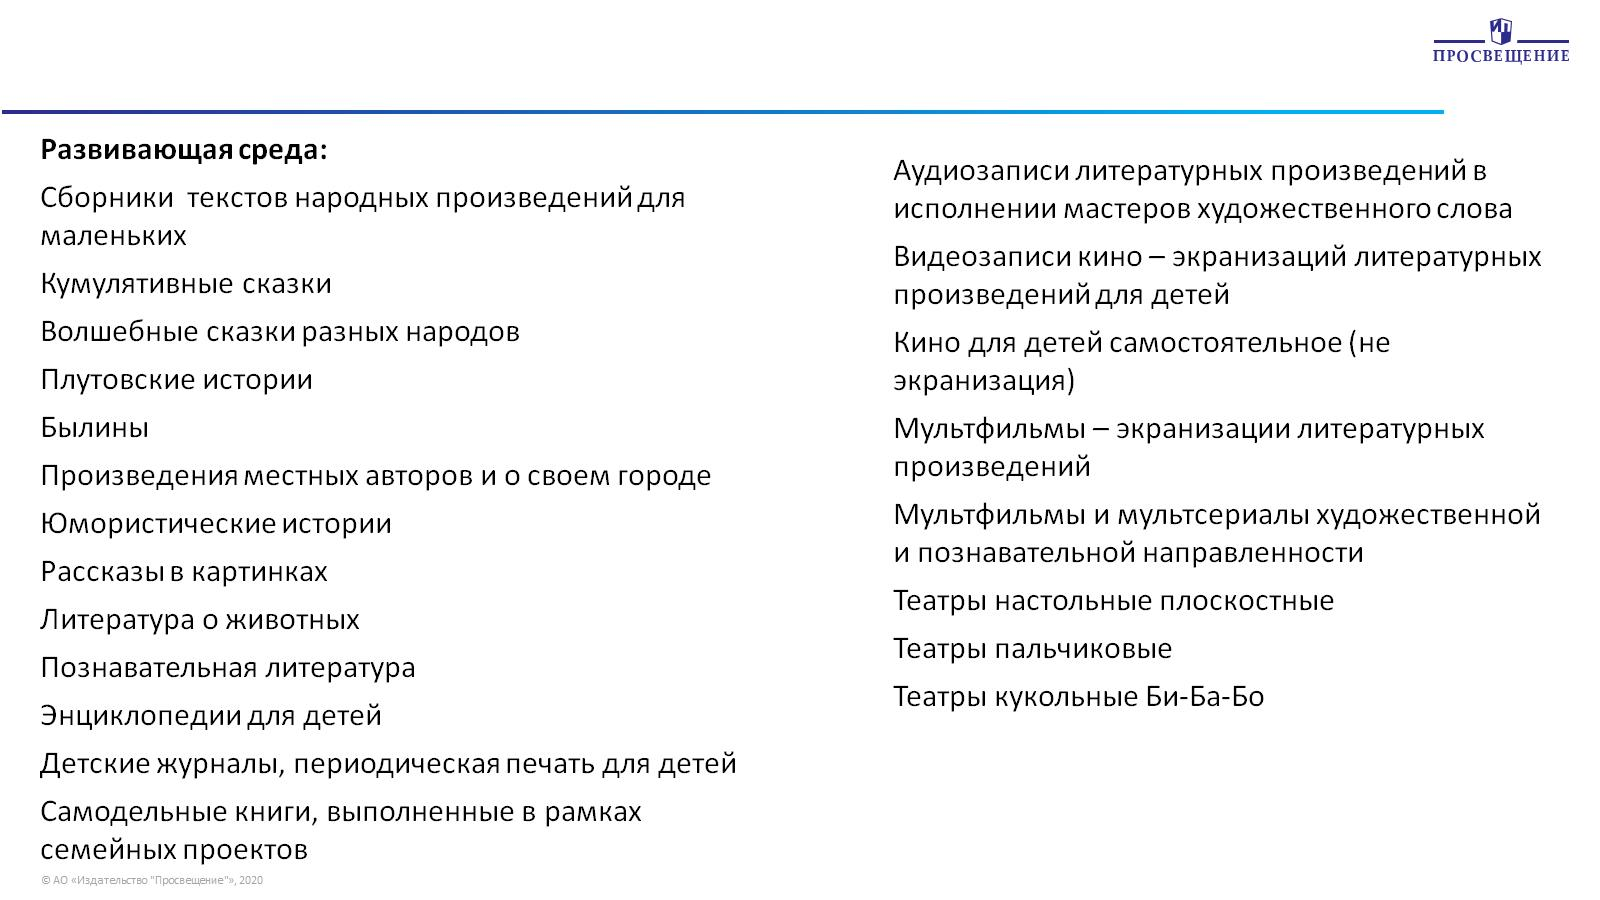 ПРОСВЕЩЕНИЕ
Развивающая среда:
Сборники  текстов народных произведений для
маленьких
Кумулятивные сказки
Волшебные сказки разных народов
Плутовские истории
Былины
Произведения местных авторов и о своем городе
Юмористические истории
Рассказы в картинках
Литература о животных
Познавательная литература
Энциклопедии для детей
Детские журналы, периодическая печать для детей
Самодельные книги, выполненные в рамках
семейных проектов
Аудиозаписи литературных произведений в
исполнении мастеров художественного слова
Видеозаписи кино – экранизаций литературных
произведений для детей
Кино для детей самостоятельное (не
экранизация)
Мультфильмы – экранизации литературных
произведений
Мультфильмы и мультсериалы художественной
и познавательной направленности
Театры настольные плоскостные
Театры пальчиковые
Театры кукольные Би-Ба-Бо
© АО «Издательство "Просвещение"», 2020